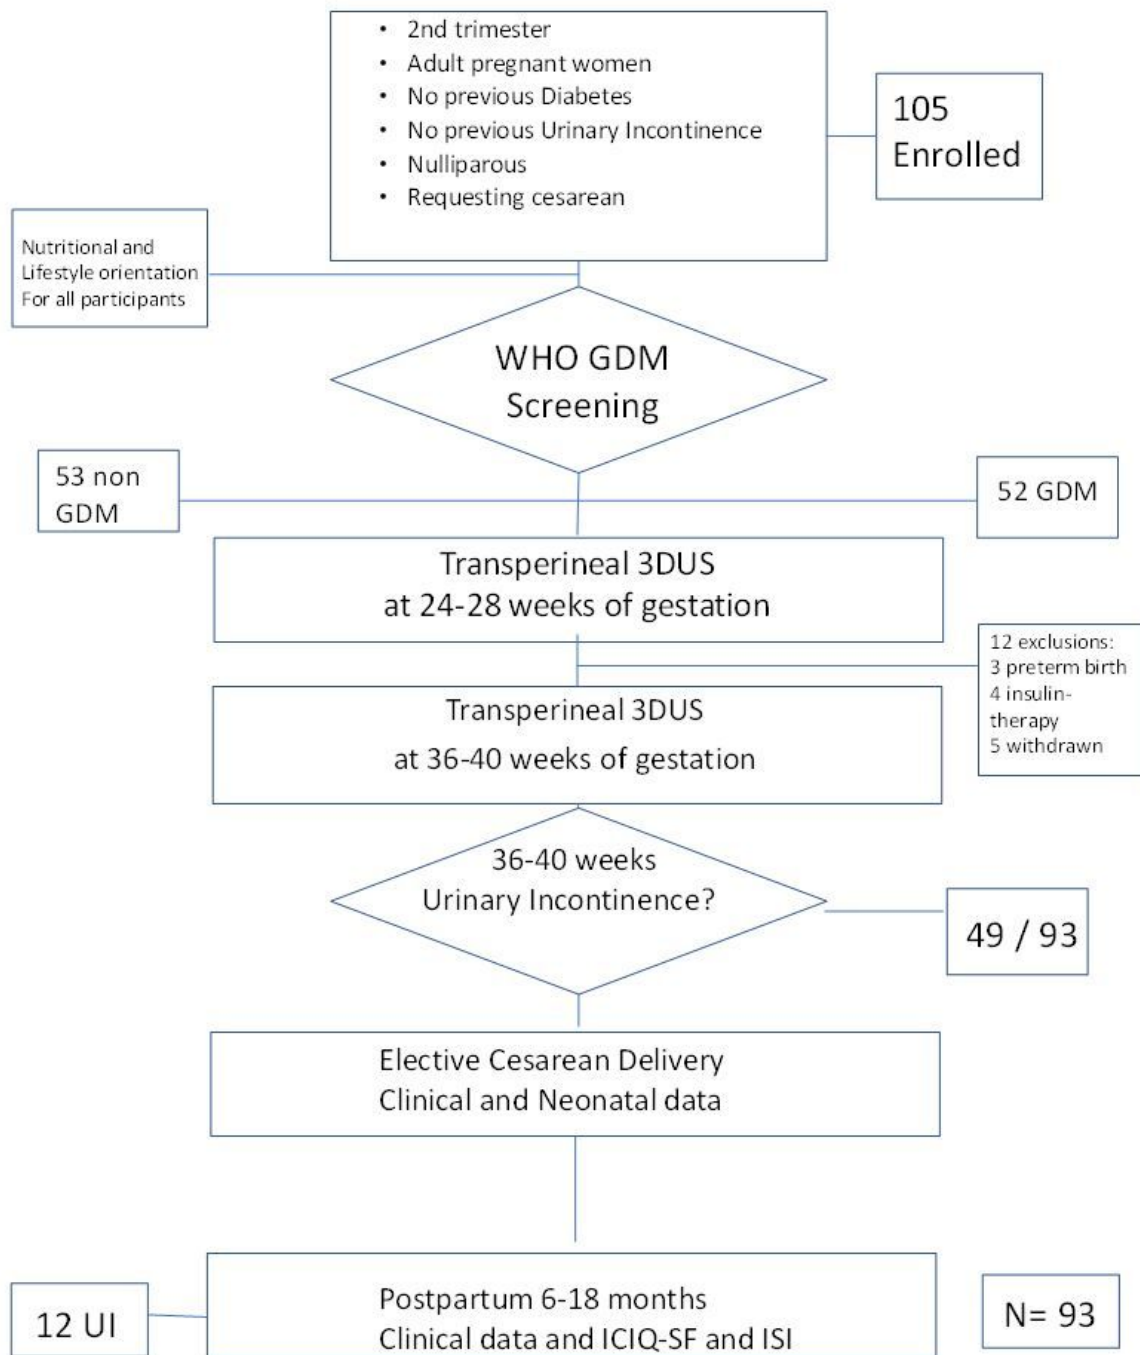 • 2nd trimester
• Adult pregnant women
• No previous Diabetes
• No previous Urinary Incontinence
• Nulliparous
• Requesting cesarean
105
Enrolled
Nutritional and
Lifestyle orientation
For all participants
WHO GDM
Screening
53 non
GDM
52 GDM
Transperineal 3DUS
at 24-28 weeks of gestation
12 exclusions:
3 preterm birth
4 insulin-
therapy
5 withdrawn
Transperineal 3DUS
at 36-40 weeks of gestation
36-40 weeks
Urinary Incontinence?
49 / 93
Elective Cesarean Delivery
Clinical and Neonatal data
12 UI
Postpartum 6-18 months
Clinical data and ICIQ-SF and ISI
N= 93